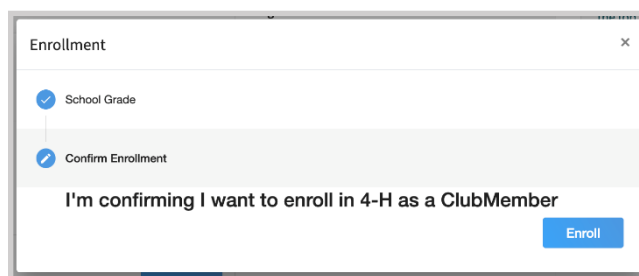 Enrollment
×
School Grade
Confirm Enrollment
I'm confirming I want to enroll in 4-H as a ClubMember
Enroll